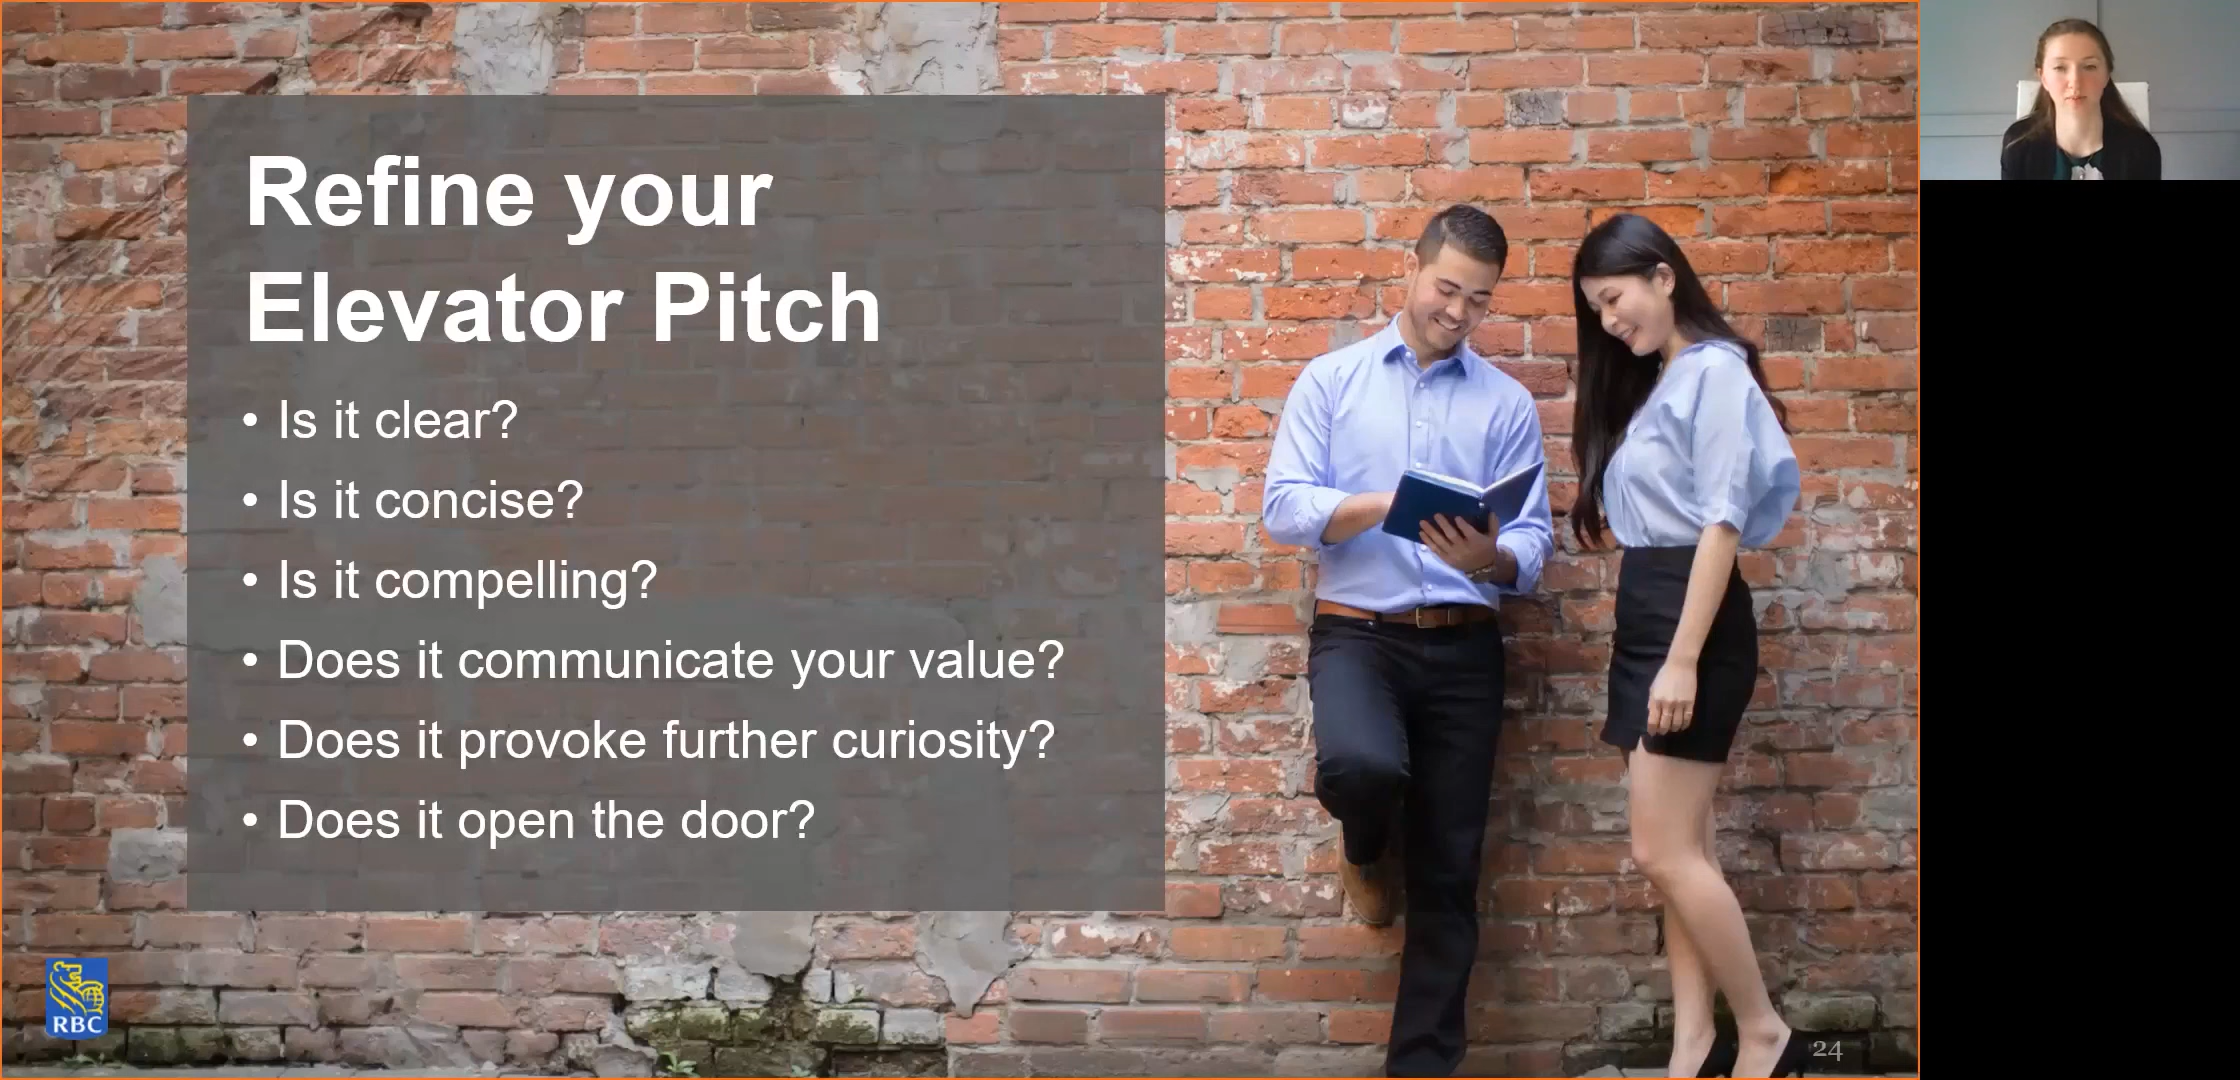 Refine your
Elevator Pitch
• Is it clear?
• Is it concise?
• Is it compelling?
• Does it communicate your value?
• Does it provoke further curiosity?
• Does it open the door?
RBC
24